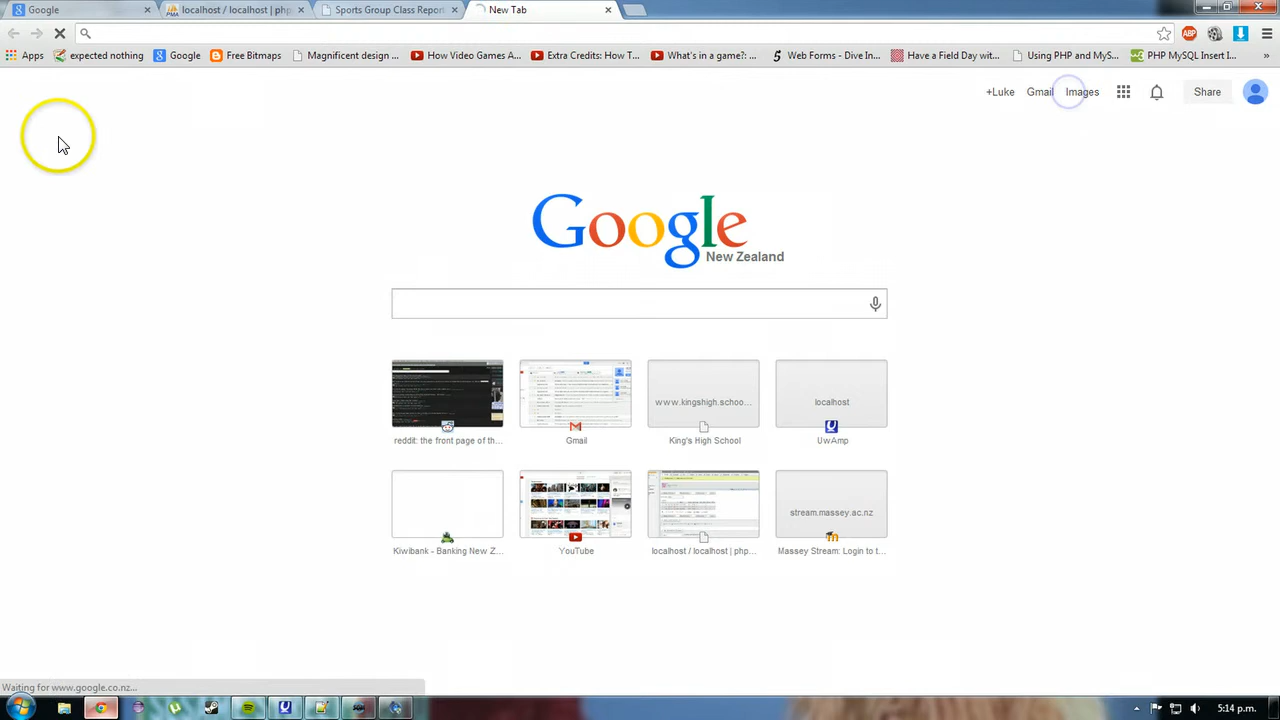 Google
localhost / localhost | php
Sports Group Class Report
New Tab
Apps
expected nothing
Google
Free Bitmaps
Magnificent design ...
How Video Games A...
Extra Credits: How T...
What's in a game?: ...
Web Forms - Dive In...
Have a Field Day wit...
Using PHP and MyS...
PHP MySQL Insert I...
»
+Luke
Gmail
Images
Share
Google
New Zealand
www.kingshigh.schoo...
localhost
reddit: the front page of th...
Gmail
King's High School
UwAmp
stream.massey.ac.nz
Kiwibank - Banking New Z...
YouTube
localhost / localhost | php...
Massey Stream: Login to t...
Waiting for www.google.co.nz...
5:14 p.m.